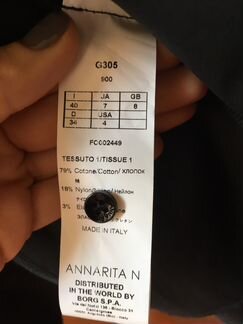 G305
500
I JA GB
40 7 8
D USA
34 4
FC002449
TESSUTO 1/TISSUE 1
79% Cotone/Cotton/ ХЛОПОК
18% Nylon/ Нейлон
3%
MADE IN ITALY
ANNARITA N
DISTRIBUTED
IN THE WORLD BY
BORG S.P.A.